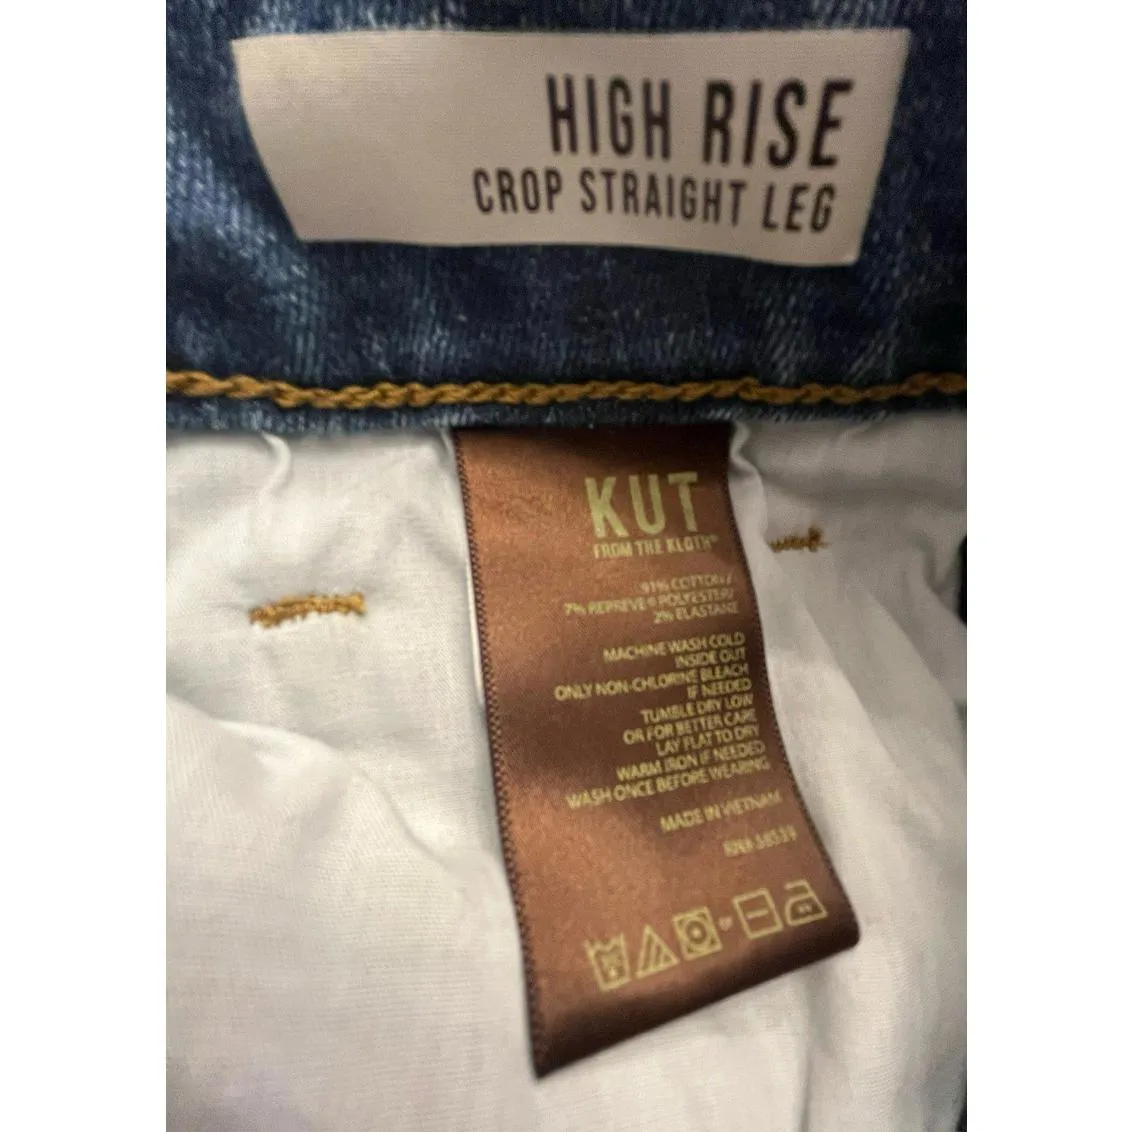 HIGH RISE
CROP STRAIGHT LEG
KUT
FROM THE KLOTH®
91% COTTON/
7% REPREVE® POLYESTER/
2% ELASTANE
MACHINE WASH COLD
INSIDE OUT
ONLY NON-CHLORINE BLEACH
IF NEEDED
TUMBLE DRY LOW
OR FOR BETTER CARE
LAY FLAT TO DRY
WARM IRON IF NEEDED
WASH ONCE BEFORE WEARING
MADE IN VIETNAM
or